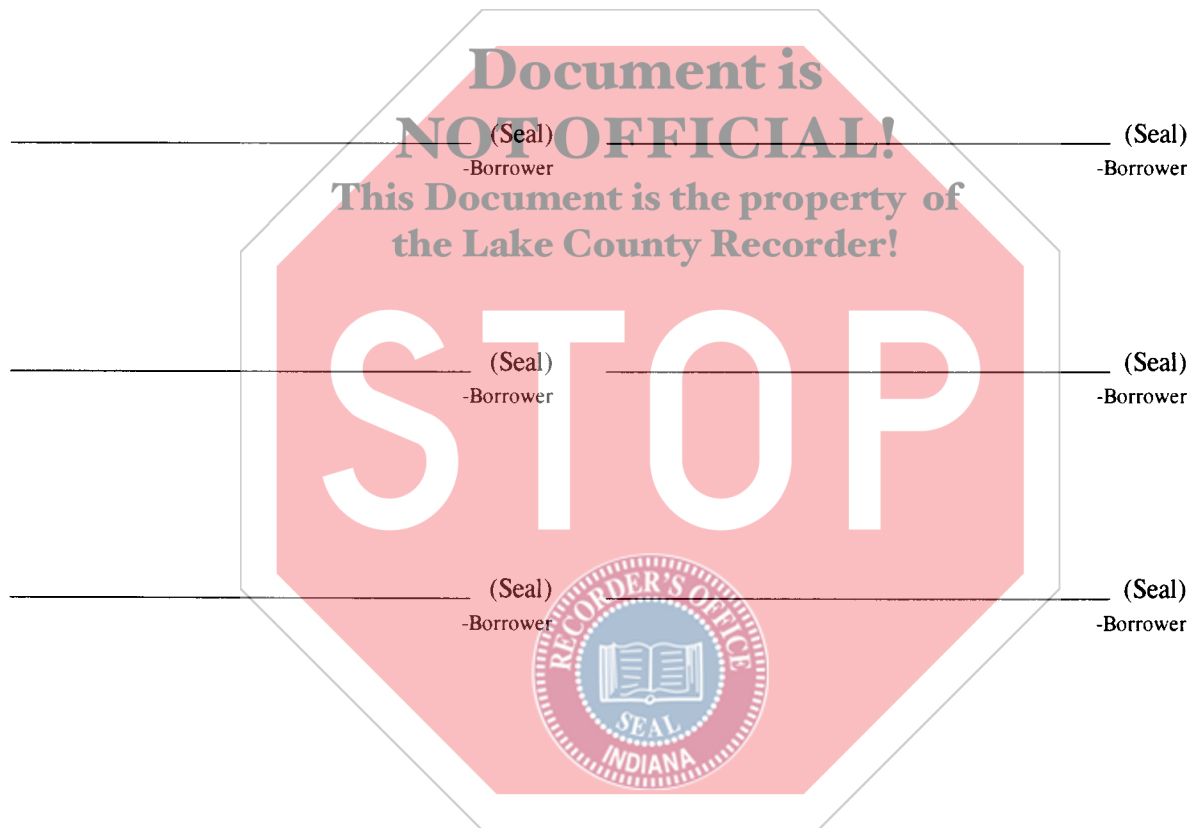 Document is
NOT OFFICIAL!
(Seal) (Seal)
-Borrower -Borrower
This Document is the property of
the Lake County Recorder!
STOP
(Seal) (Seal)
-Borrower -Borrower
(Seal) (Seal)
-Borrower -Borrower
RECORDER'S OFFICE
SEAL
INDIANA